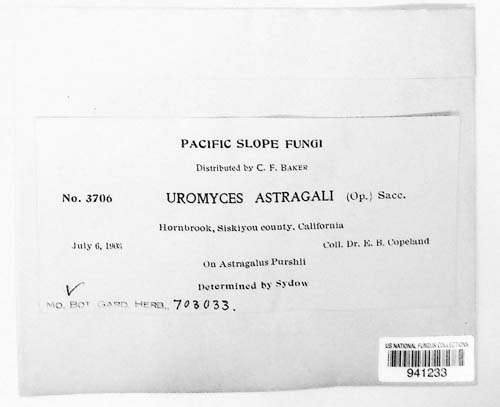 PACIFIC SLOPE FUNGI
Distributed by C. F. BAKER
No. 3706 UROMYCES ASTRAGALI (Op.) Sacc.
Hornbrook, Siskiyou county, California
July 6, 1903 Coll. Dr. E. B. Copeland
On Astragalus Purshii
Determined by Sydow
MO. BOT. GARD. HERB. 703033.
US NATIONAL FUNGUS COLLECTIONS
941233